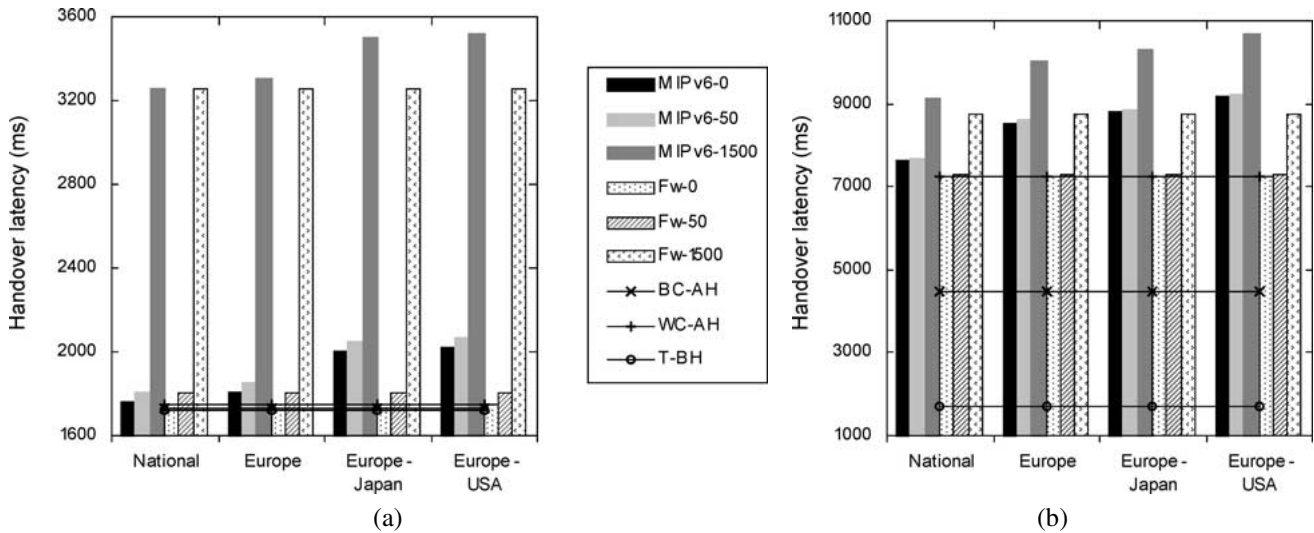 3600
3200
2800
2400
2000
1600
Handover latency (ms)
National
Europe
Europe -
Japan
Europe -
USA
(a)
MIPv6-0
MIPv6-50
MIPv6-1500
Fw-0
Fw-50
Fw-1500
BC-AH
WC-AH
T-BH
11000
9000
7000
5000
3000
1000
Handover latency (ms)
National
Europe
Europe -
Japan
Europe -
USA
(b)